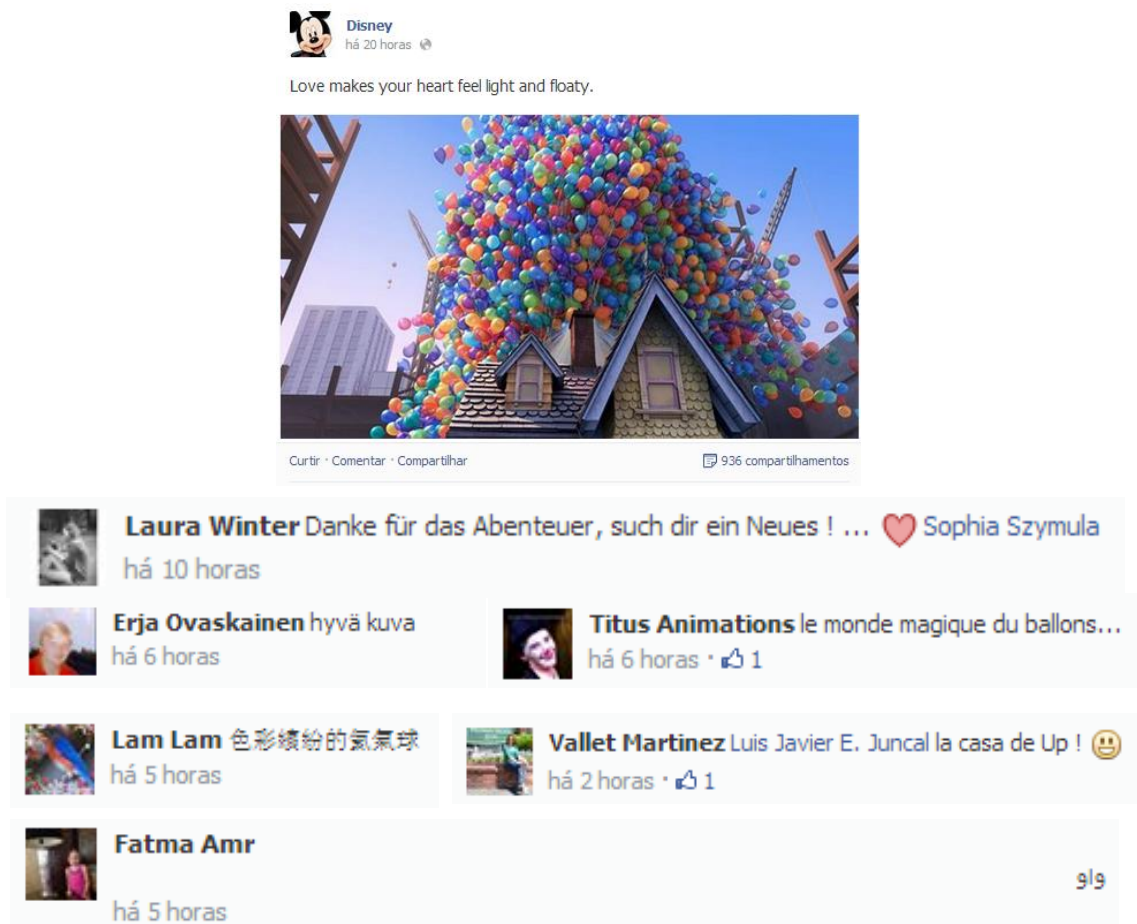 Disney
há 20 horas
Love makes your heart feel light and floaty.
Curtir · Comentar · Compartilhar
936 compartilhamentos
Laura Winter Danke für das Abenteuer, such dir ein Neues ! ... Sophia Szymula
há 10 horas
Erja Ovaskainen hyvä kuva
há 6 horas
Titus Animations le monde magique du ballons...
há 6 horas · 1
Lam Lam 色彩繽紛的氫氣球
há 5 horas
Vallet Martinez Luis Javier E. Juncal la casa de Up !
há 2 horas · 1
Fatma Amr
واو
há 5 horas